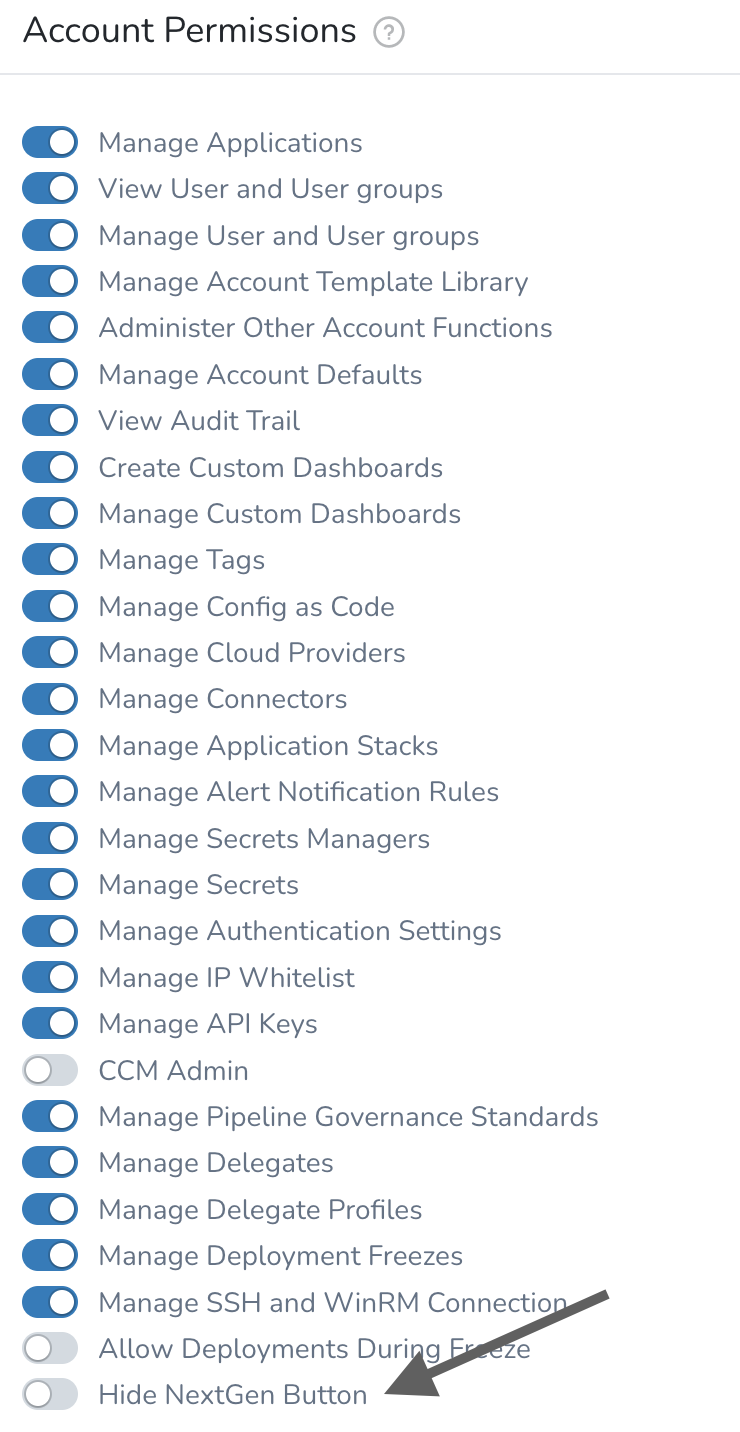 Account Permissions ?
Manage Applications
View User and User groups
Manage User and User groups
Manage Account Template Library
Administer Other Account Functions
Manage Account Defaults
View Audit Trail
Create Custom Dashboards
Manage Custom Dashboards
Manage Tags
Manage Config as Code
Manage Cloud Providers
Manage Connectors
Manage Application Stacks
Manage Alert Notification Rules
Manage Secrets Managers
Manage Secrets
Manage Authentication Settings
Manage IP Whitelist
Manage API Keys
CCM Admin
Manage Pipeline Governance Standards
Manage Delegates
Manage Delegate Profiles
Manage Deployment Freezes
Manage SSH and WinRM Connection
Allow Deployments During Freeze
Hide NextGen Button